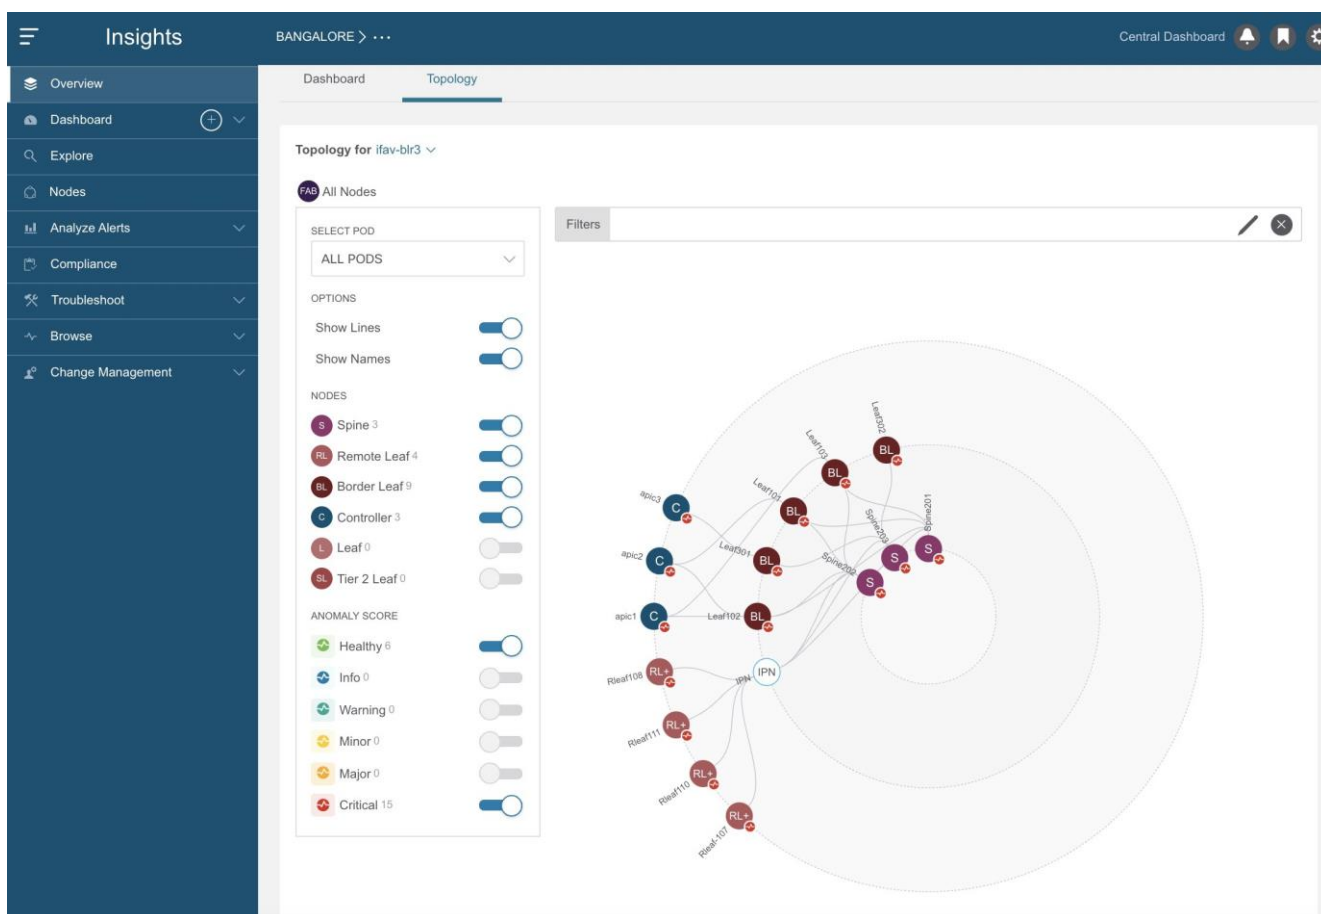 Insights
BANGALORE > ···
Central Dashboard
Overview
Dashboard
Explore
Nodes
Analyze Alerts
Compliance
Troubleshoot
Browse
Change Management
Dashboard Topology
Topology for ifav-blr3
FAB All Nodes
SELECT POD
ALL PODS
OPTIONS
Show Lines
Show Names
NODES
S Spine 3
RL Remote Leaf 4
BL Border Leaf 9
C Controller 3
L Leaf 0
SL Tier 2 Leaf 0
ANOMALY SCORE
Healthy 6
Info 0
Warning 0
Minor 0
Major 0
Critical 15
Filters
Leaf302
BL
Leaf103
BL
Leaf101
BL
Leaf301
BL
Leaf102
BL
apic3
C
apic2
C
apic1
C
Spine201
S
Spine203
S
Spine202
S
IPN
IPN
Rleaf108
RL+
Rleaf111
RL+
Rleaf110
RL+
Rleaf-107
RL+